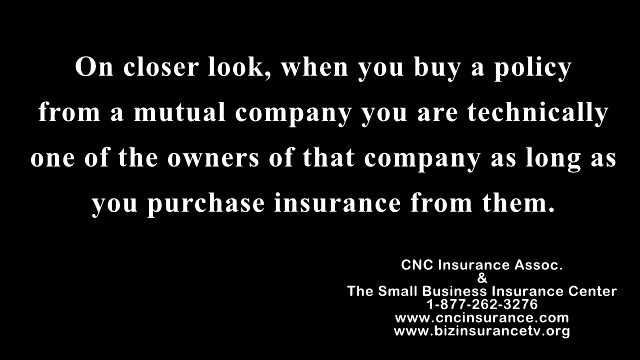 On closer look, when you buy a policy
from a mutual company you are technically
one of the owners of that company as long as
you purchase insurance from them.
CNC Insurance Assoc.
&
The Small Business Insurance Center
1-877-262-3276
www.cncinsurance.com
www.bizinsurancetv.org